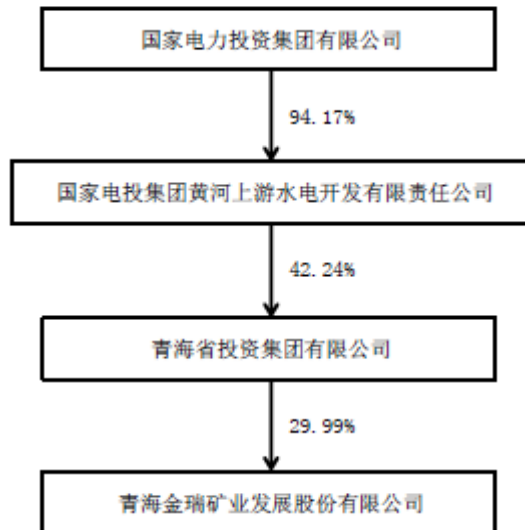 国家电力投资集团有限公司
94.17%
国家电投集团黄河上游水电开发有限责任公司
42.24%
青海省投资集团有限公司
29.99%
青海金瑞矿业发展股份有限公司